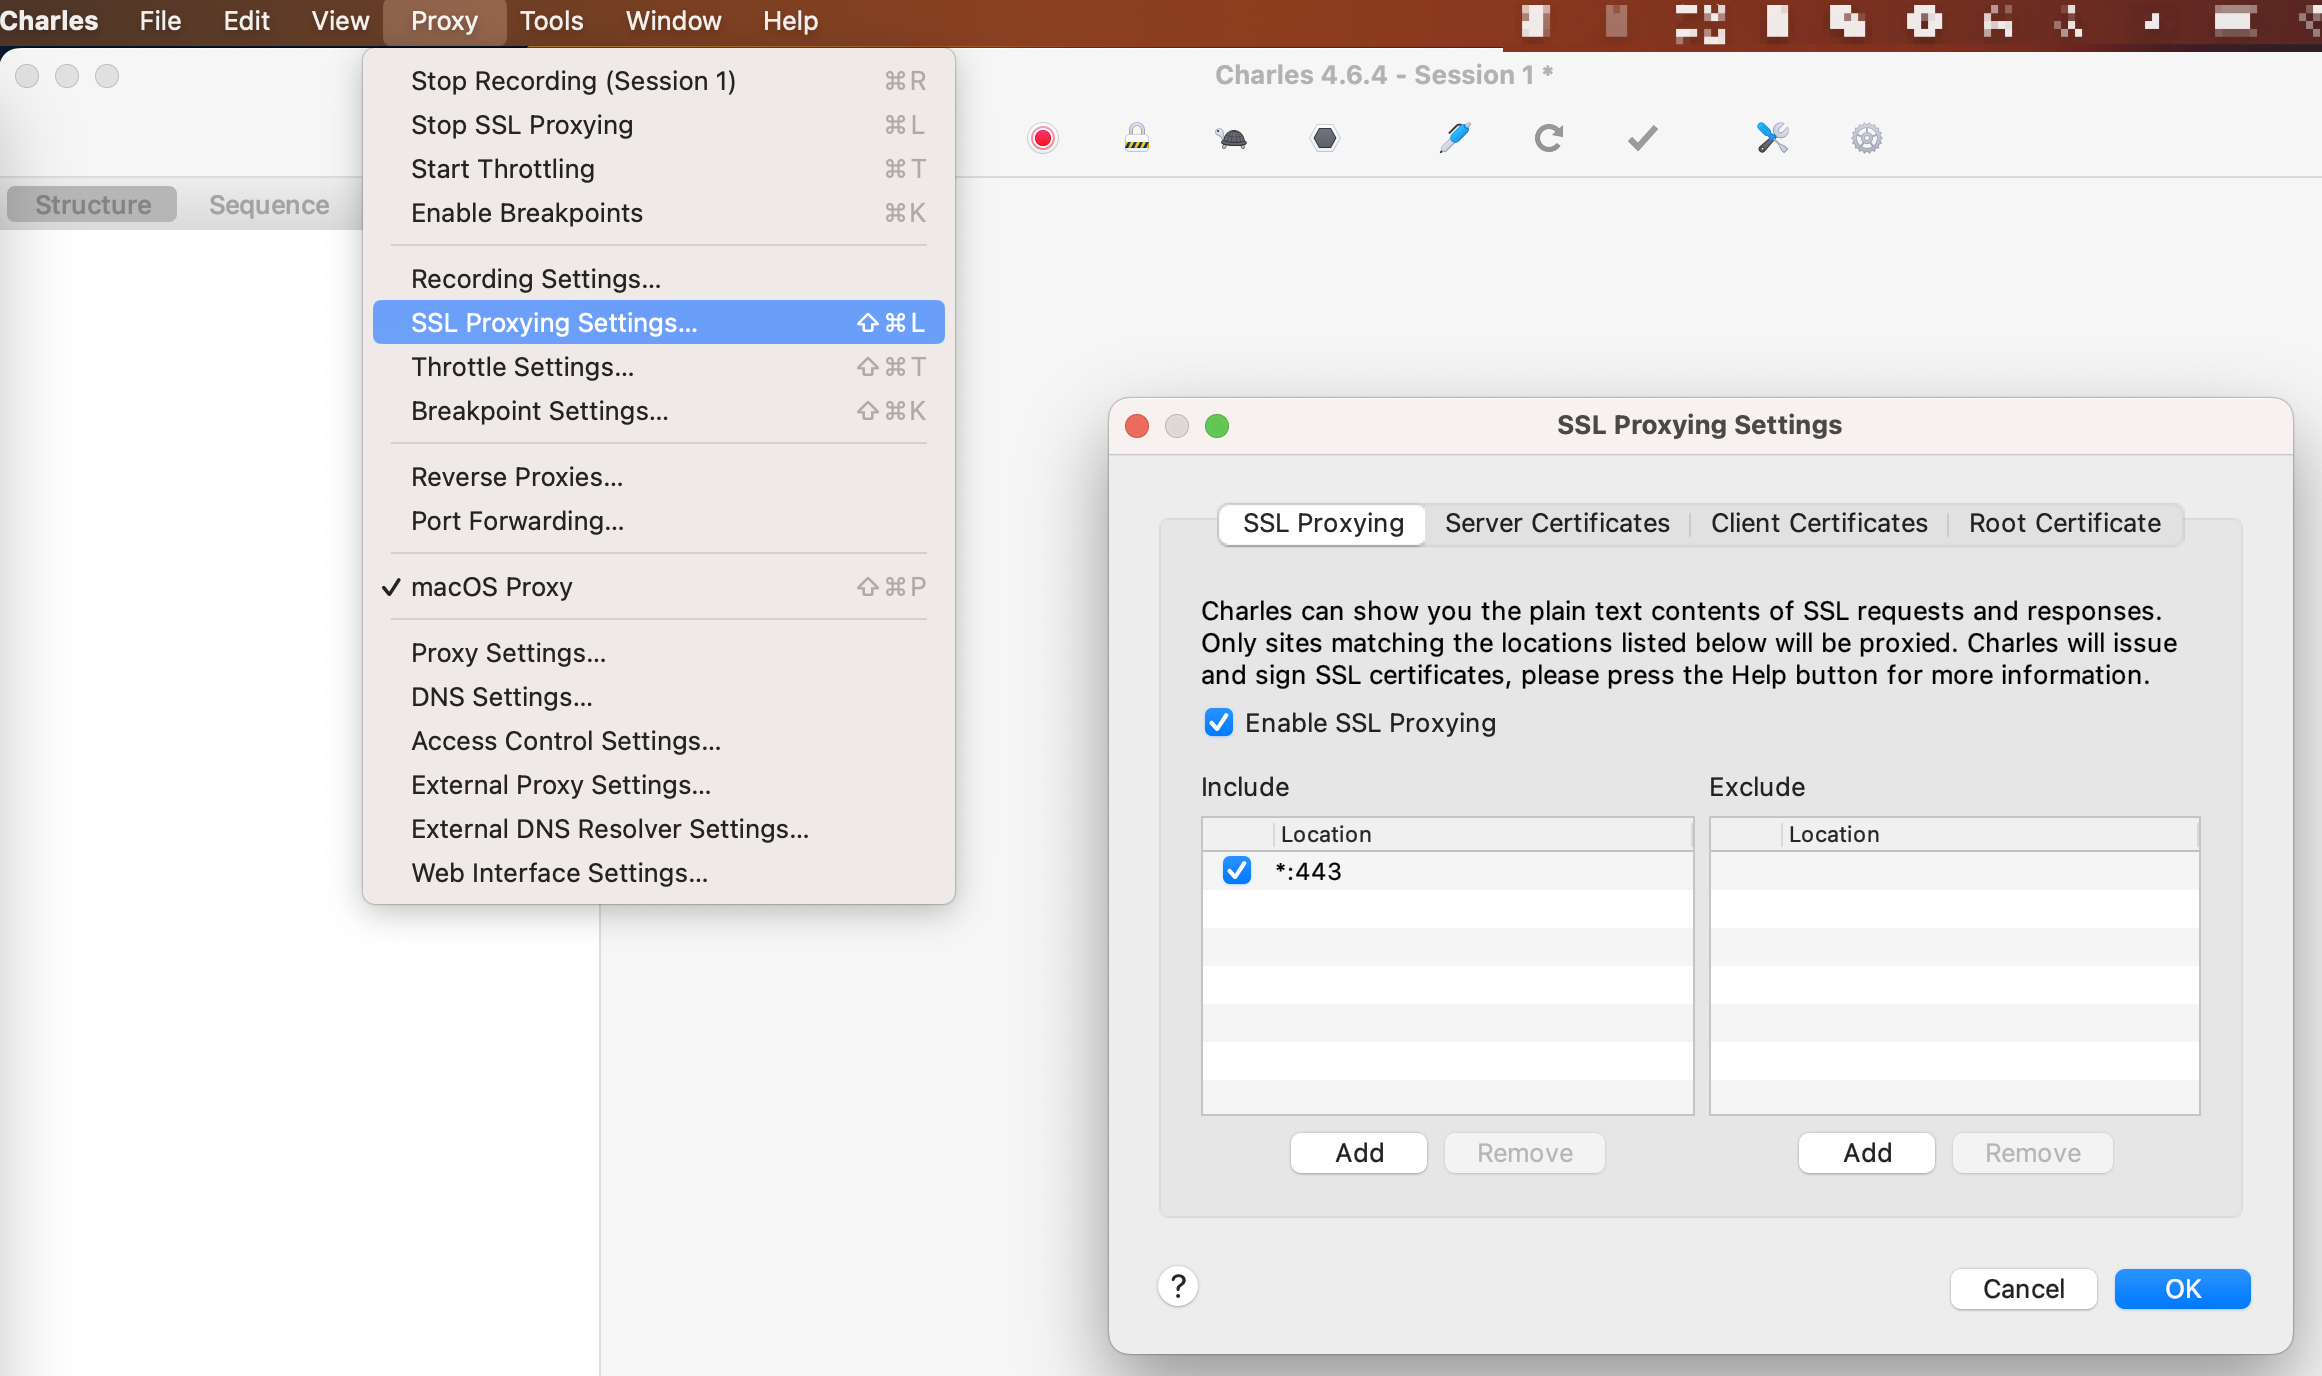 Charles File Edit View Proxy Tools Window Help
Charles 4.6.4 - Session 1 *
Structure Sequence
Stop Recording (Session 1) ⌘R
Stop SSL Proxying ⌘L
Start Throttling ⌘T
Enable Breakpoints ⌘K
Recording Settings...
SSL Proxying Settings... ⇧⌘L
Throttle Settings... ⇧⌘T
Breakpoint Settings... ⇧⌘K
Reverse Proxies...
Port Forwarding...
✓ macOS Proxy ⇧⌘P
Proxy Settings...
DNS Settings...
Access Control Settings...
External Proxy Settings...
External DNS Resolver Settings...
Web Interface Settings...
SSL Proxying Settings
SSL Proxying Server Certificates Client Certificates Root Certificate
Charles can show you the plain text contents of SSL requests and responses.
Only sites matching the locations listed below will be proxied. Charles will issue
and sign SSL certificates, please press the Help button for more information.
Enable SSL Proxying
Include Exclude
Location Location
*:443
Add Remove Add Remove
? Cancel OK